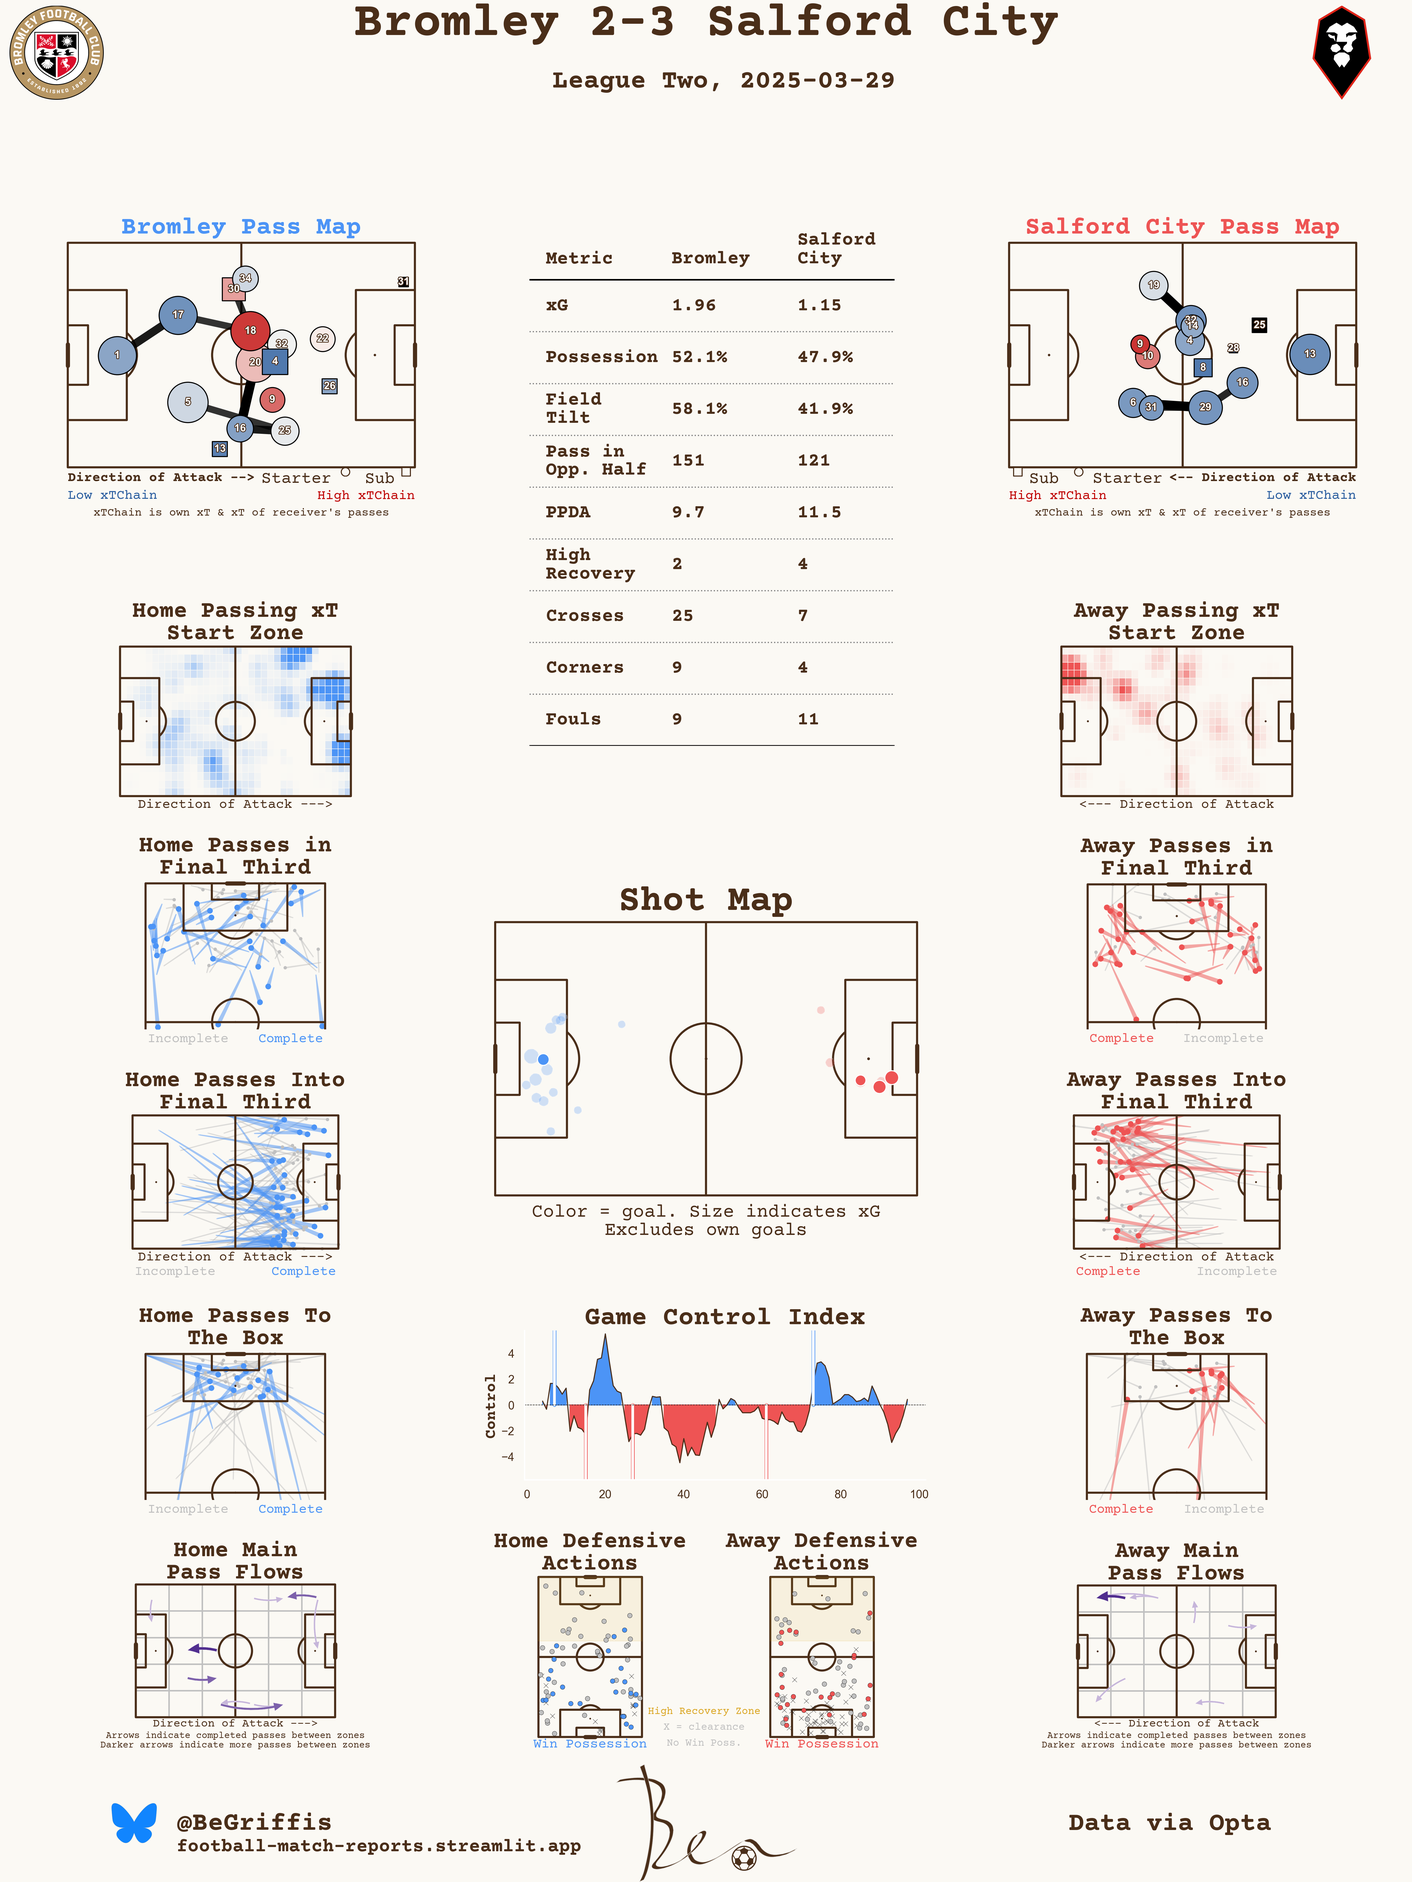 Bromley 2-3 Salford City
League Two, 2025-03-29
BROMLEY FOOTBALL CLUB
• ESTABLISHED 1892 •
Bromley Pass Map
1
17
5
34
30
18
32
20
4
22
26
9
16
25
13
31
Direction of Attack --> Starter Sub
Low xTChain High xTChain
xTChain is own xT & xT of receiver's passes
Metric Bromley Salford
City
xG 1.96 1.15
Possession 52.1% 47.9%
Field
Tilt 58.1% 41.9%
Pass in
Opp. Half 151 121
PPDA 9.7 11.5
High
Recovery 2 4
Crosses 25 7
Corners 9 4
Fouls 9 11
Salford City Pass Map
19
32
14
4
9
10
8
25
28
13
16
6
31
29
Sub Starter <-- Direction of Attack
High xTChain Low xTChain
xTChain is own xT & xT of receiver's passes
Home Passing xT
Start Zone
Direction of Attack --->
Away Passing xT
Start Zone
<--- Direction of Attack
Home Passes in
Final Third
Incomplete Complete
Away Passes in
Final Third
Complete Incomplete
Shot Map
Color = goal. Size indicates xG
Excludes own goals
Home Passes Into
Final Third
Direction of Attack --->
Incomplete Complete
Away Passes Into
Final Third
<--- Direction of Attack
Complete Incomplete
Home Passes To
The Box
Incomplete Complete
Game Control Index
Control
4
2
0
−2
−4
0 20 40 60 80 100
Away Passes To
The Box
Complete Incomplete
Home Main
Pass Flows
Direction of Attack --->
Arrows indicate completed passes between zones
Darker arrows indicate more passes between zones
Home Defensive
Actions
Win Possession
Away Defensive
Actions
Win Possession
High Recovery Zone
X = clearance
No Win Poss.
Away Main
Pass Flows
<--- Direction of Attack
Arrows indicate completed passes between zones
Darker arrows indicate more passes between zones
@BeGriffis
football-match-reports.streamlit.app
Ben
Data via Opta